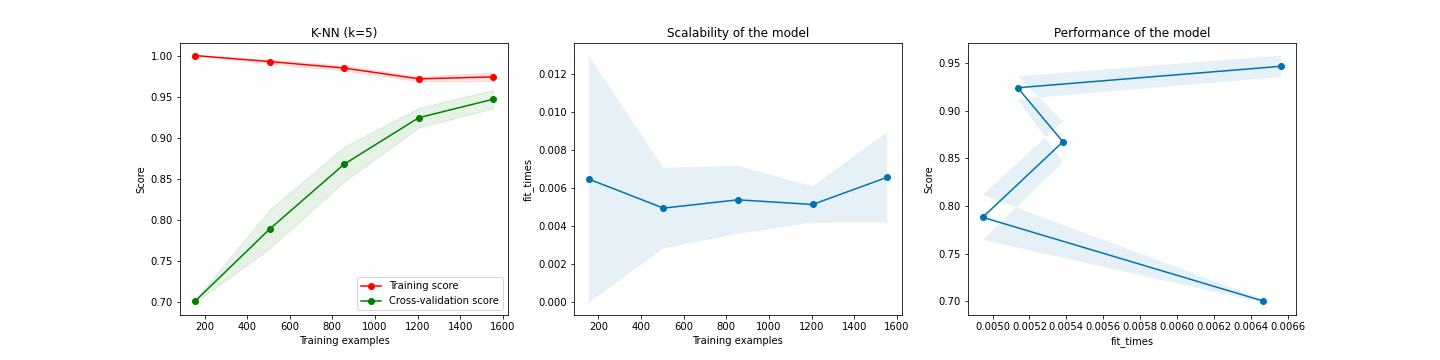 K-NN (k=5)
Score
1.00
0.95
0.90
0.85
0.80
0.75
0.70
Training score
Cross-validation score
200 400 600 800 1000 1200 1400 1600
Training examples
Scalability of the model
fit_times
0.012
0.010
0.008
0.006
0.004
0.002
0.000
200 400 600 800 1000 1200 1400 1600
Training examples
Performance of the model
Score
0.95
0.90
0.85
0.80
0.75
0.70
0.0050 0.0052 0.0054 0.0056 0.0058 0.0060 0.0062 0.0064 0.0066
fit_times